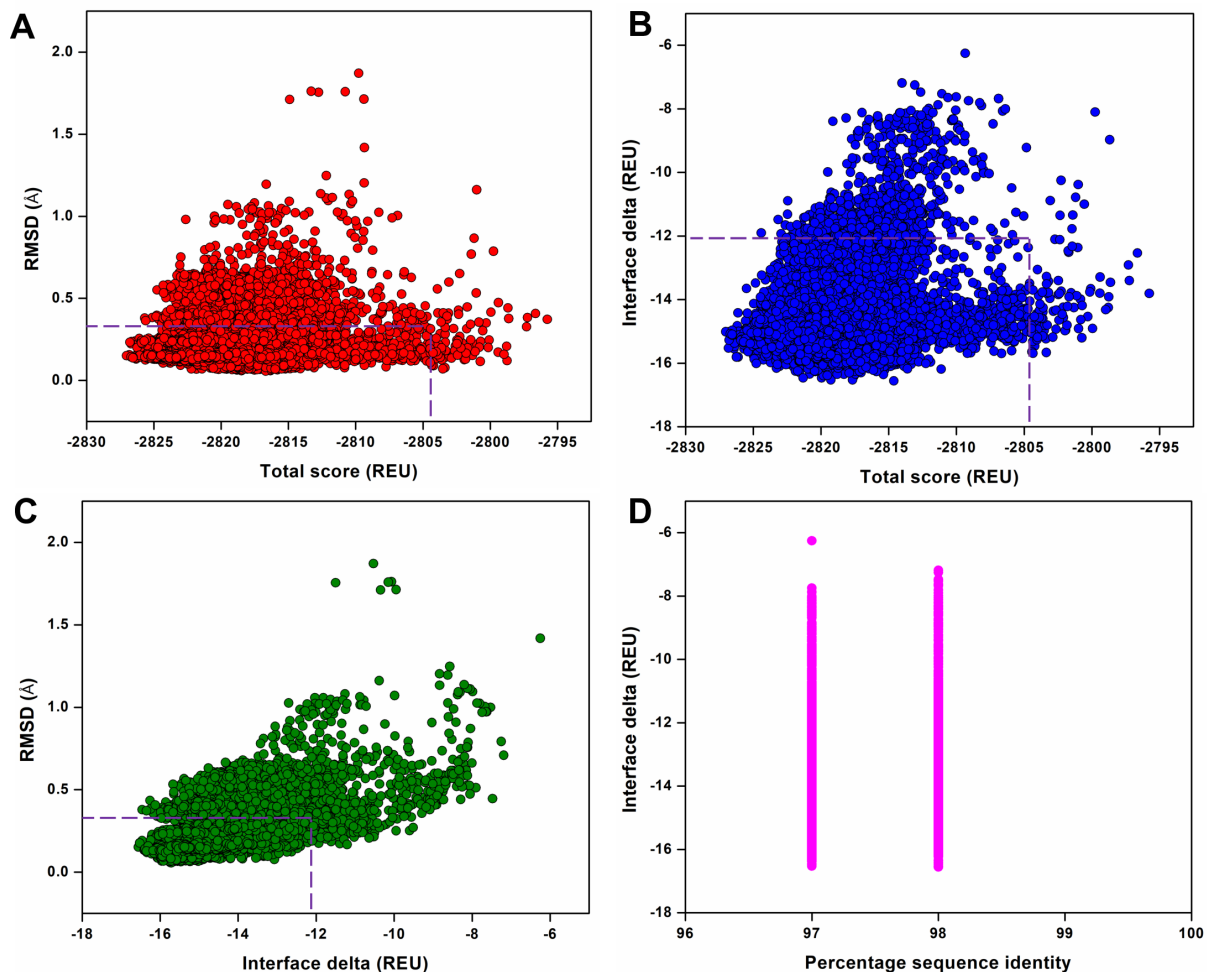 A
RMSD (Å)
2.0
1.5
1.0
0.5
0.0
-2830 -2825 -2820 -2815 -2810 -2805 -2800 -2795
Total score (REU)
B
Interface delta (REU)
-6
-8
-10
-12
-14
-16
-18
-2830 -2825 -2820 -2815 -2810 -2805 -2800 -2795
Total score (REU)
C
RMSD (Å)
2.0
1.5
1.0
0.5
0.0
-18 -16 -14 -12 -10 -8 -6
Interface delta (REU)
D
Interface delta (REU)
-6
-8
-10
-12
-14
-16
-18
96 97 98 99 100
Percentage sequence identity